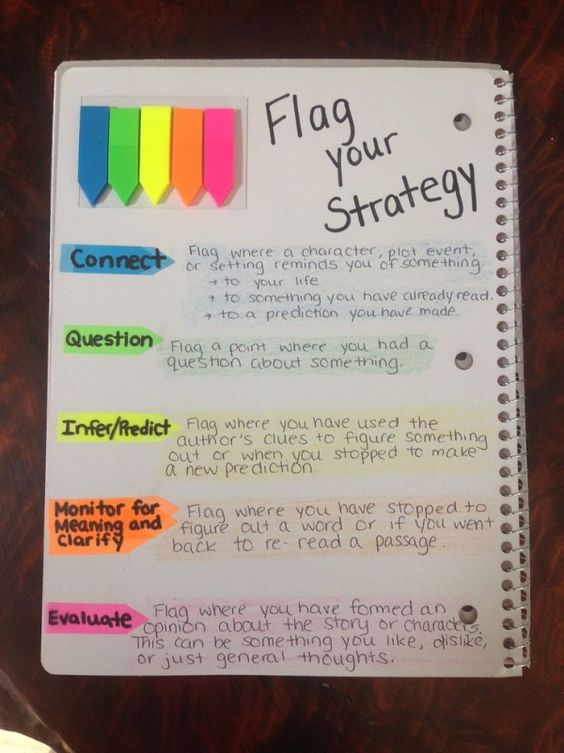 Flag
your
Strategy
Connect
Flag where a character, plot event,
or setting reminds you of something
→ to your life
→ to something you have already read.
→ to a prediction you have made.
Question
Flag a point where you had a
question about something.
Infer/Predict
Flag where you have used the
author's clues to figure something
out or when you stopped to make
a new prediction.
Monitor for
Meaning and
Clarify
Flag where you have stopped to
figure out a word or if you went
back to re-read a passage.
Evaluate
Flag where you have formed an
opinion about the story or characters.
This can be something you like, dislike,
or just general thoughts.